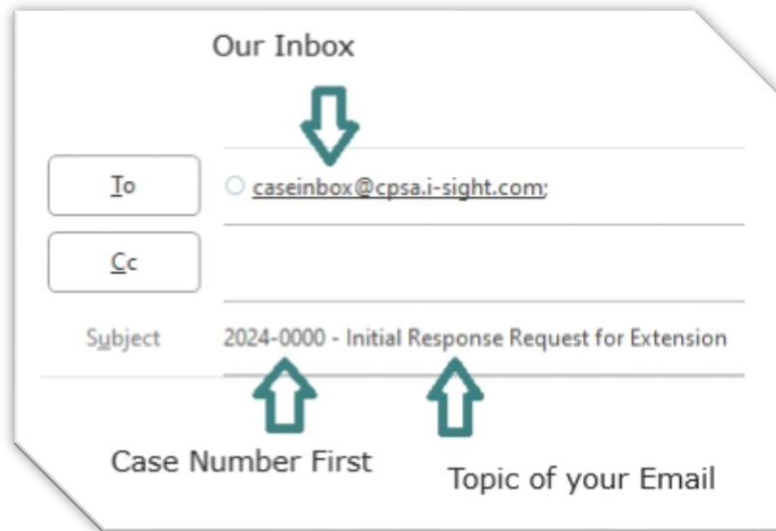 Our Inbox
To
caseinbox@cpsa.i-sight.com;
Cc
Subject
2024-0000 - Initial Response Request for Extension
Case Number First
Topic of your Email